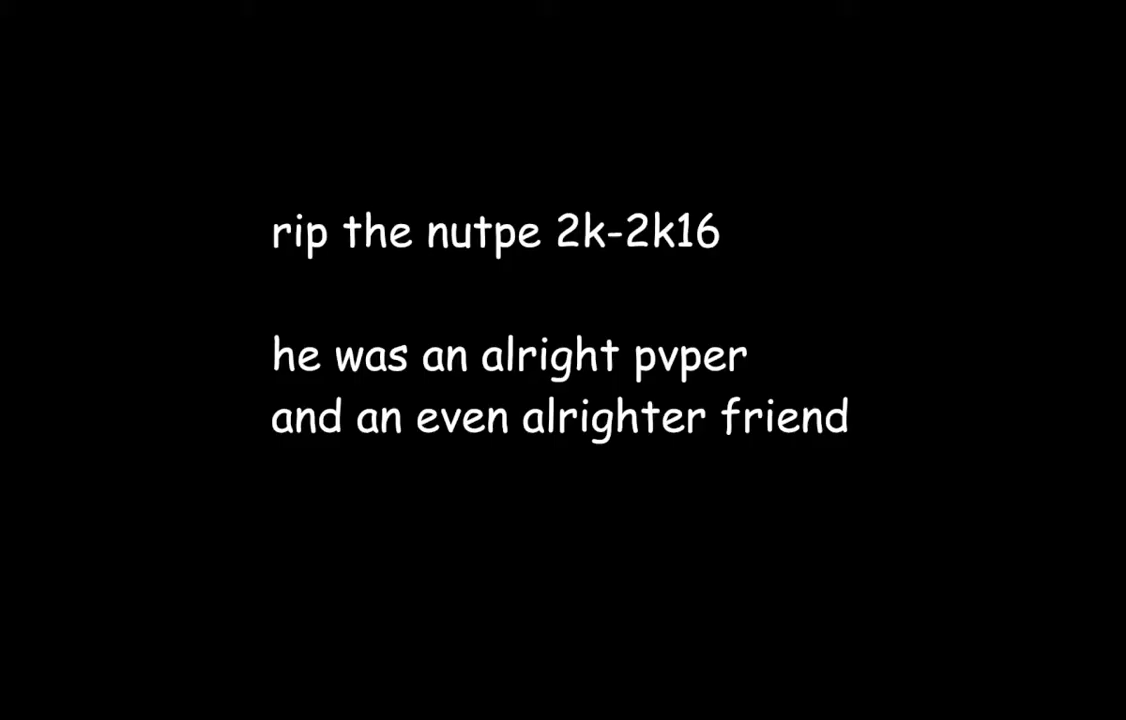 rip the nutpe 2k-2k16
he was an alright pvper
and an even alrighter friend